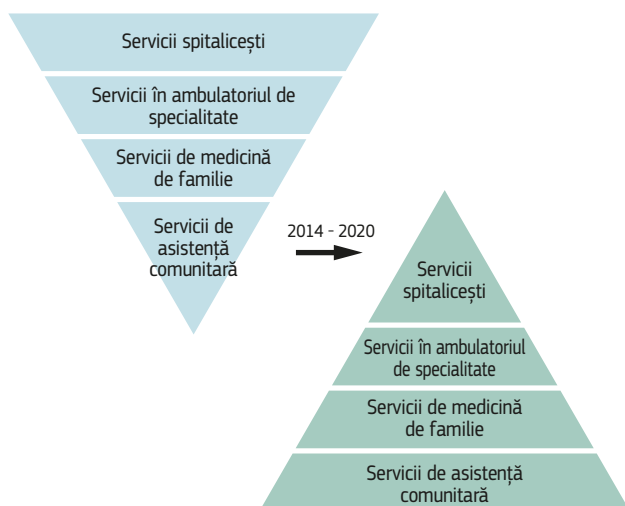 Servicii spitalicești
Servicii în ambulatoriul de
specialitate
Servicii de medicină
de familie
Servicii de
asistență
comunitară
2014 - 2020
Servicii
spitalicești
Servicii în ambulatoriul
de specialitate
Servicii de medicină
de familie
Servicii de asistență
comunitară